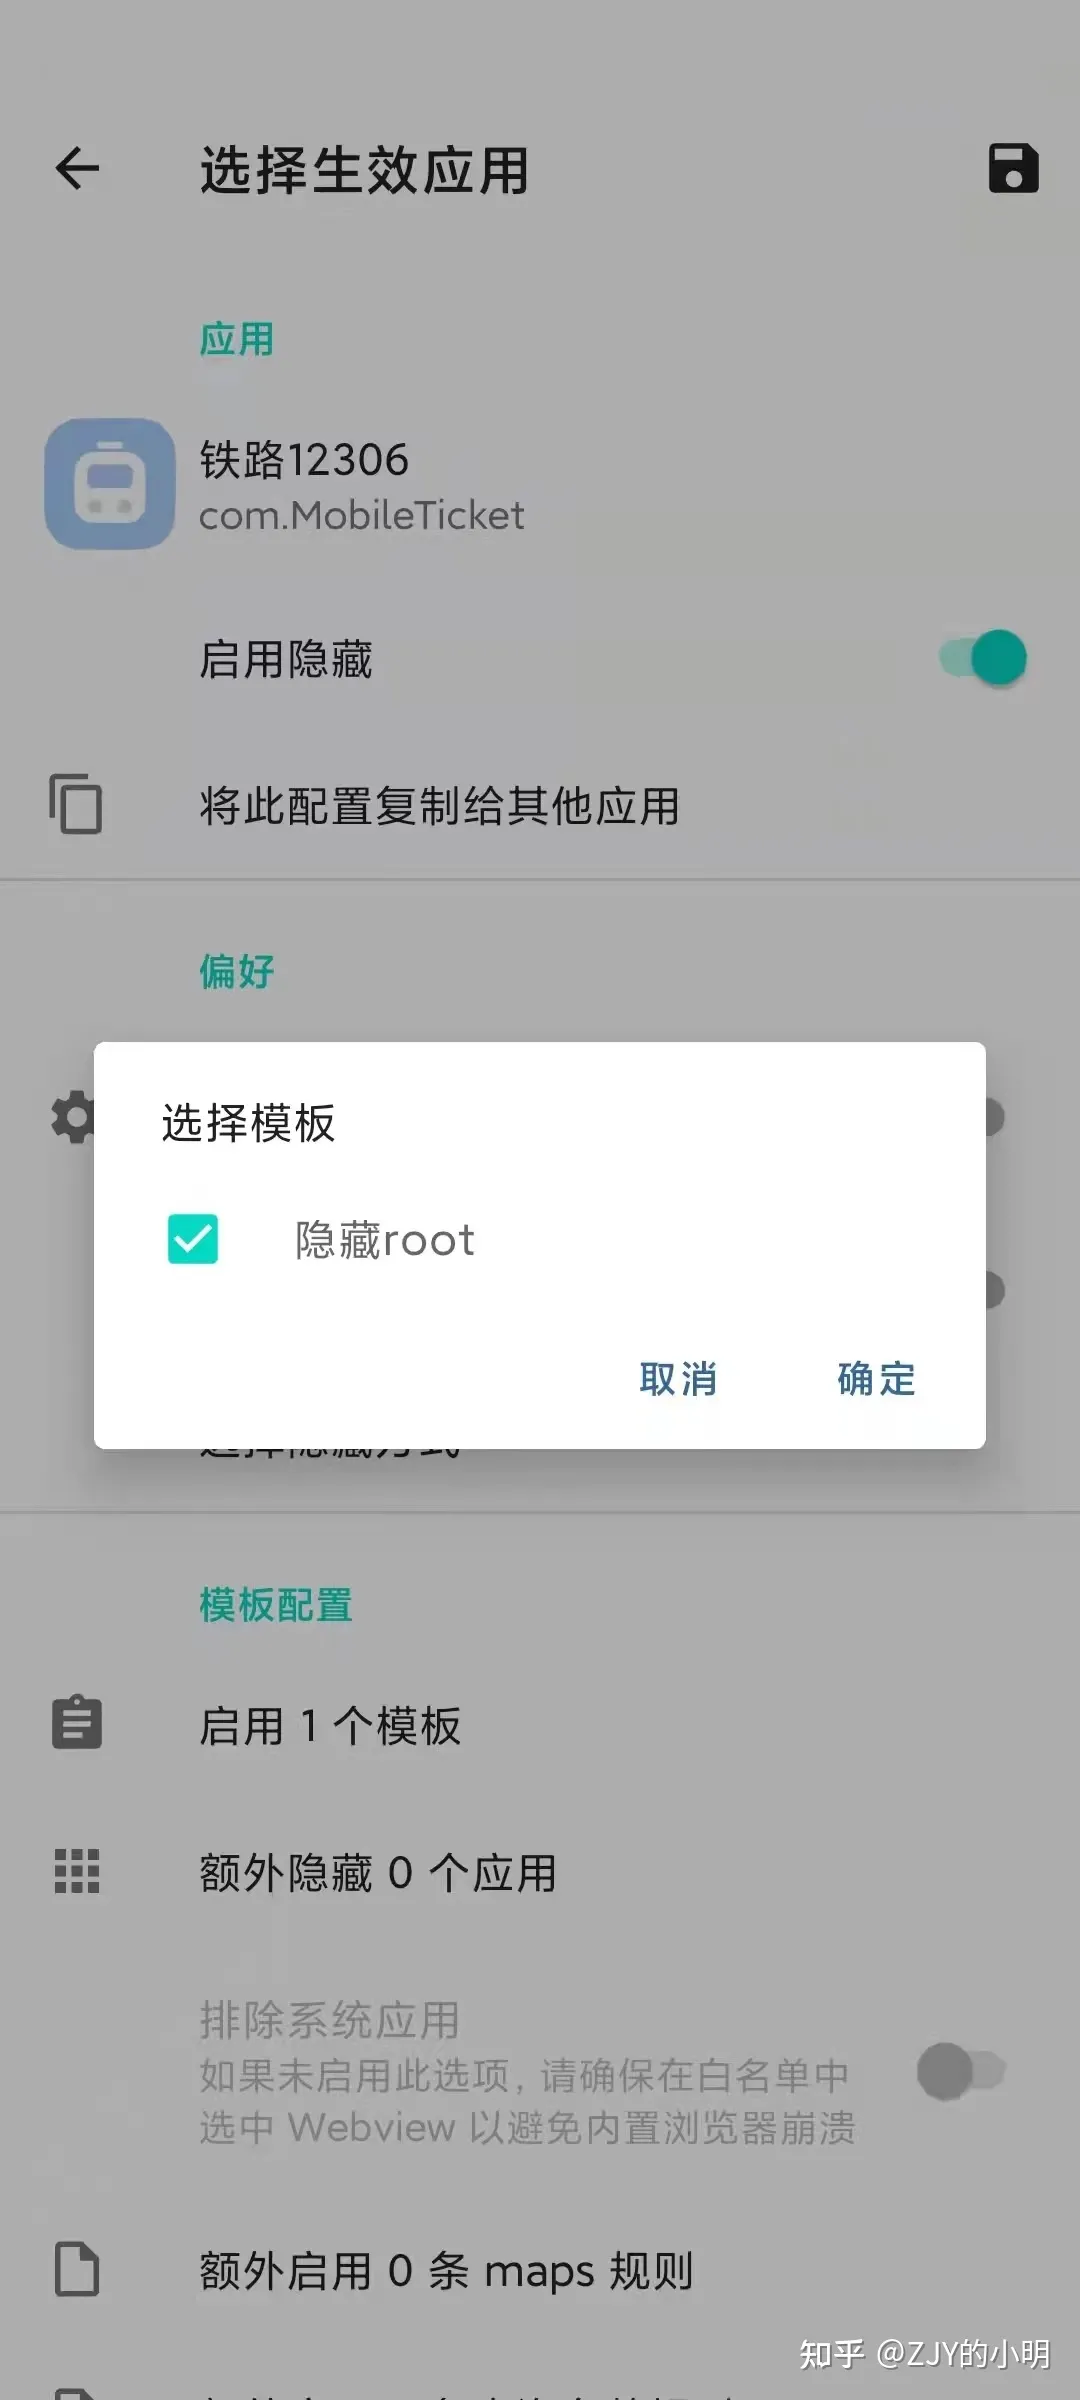 选择生效应用
应用
铁路12306
com.MobileTicket
启用隐藏
将此配置复制给其他应用
偏好
选择模板
隐藏root
取消 确定
选择隐藏方式
模板配置
启用 1 个模板
额外隐藏 0 个应用
排除系统应用
如果未启用此选项, 请确保在白名单中
选中 Webview 以避免内置浏览器崩溃
额外启用 0 条 maps 规则
知乎 @ZJY的小明